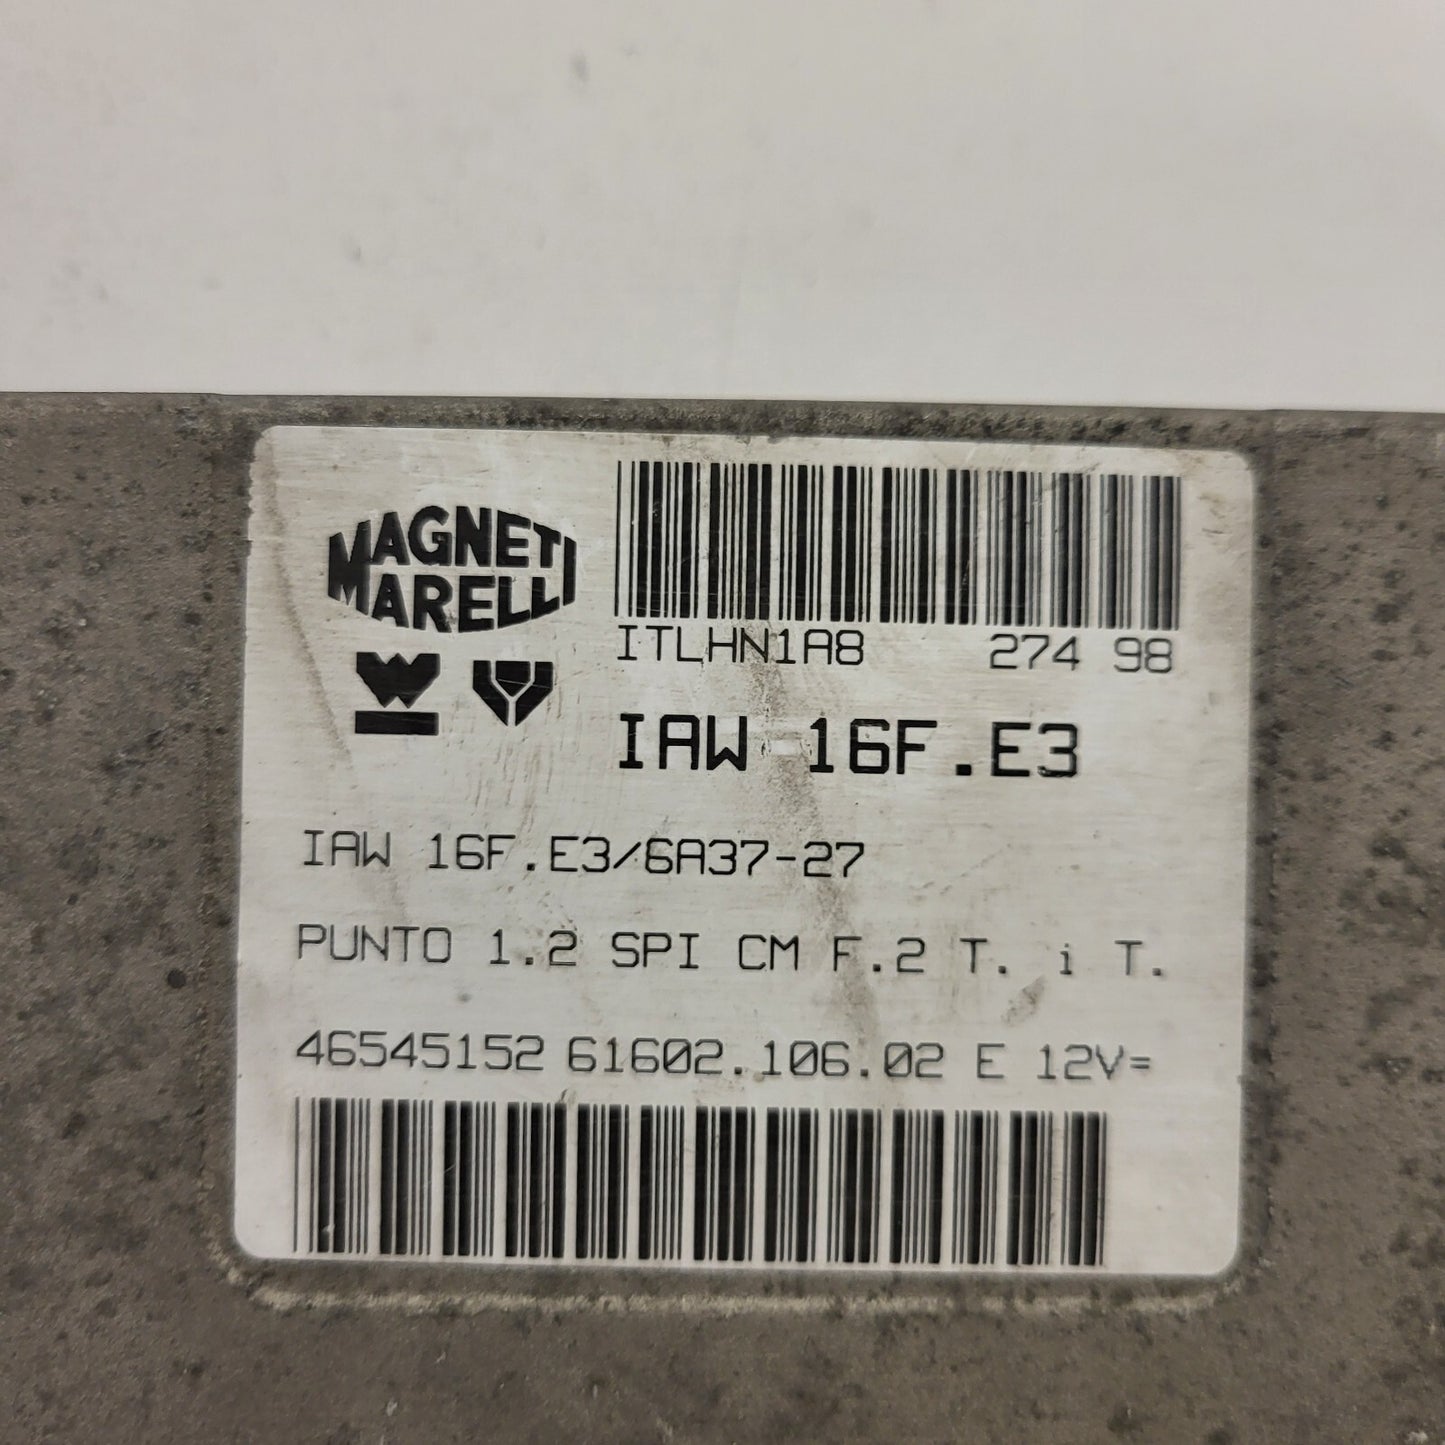 MAGNETI
MARELLI
ITLHN1A8 274 98
IAW 16F.E3
IAW 16F.E3/6A37-27
PUNTO 1.2 SPI CM F.2 T. i T.
46545152 61602.106.02 E 12V=